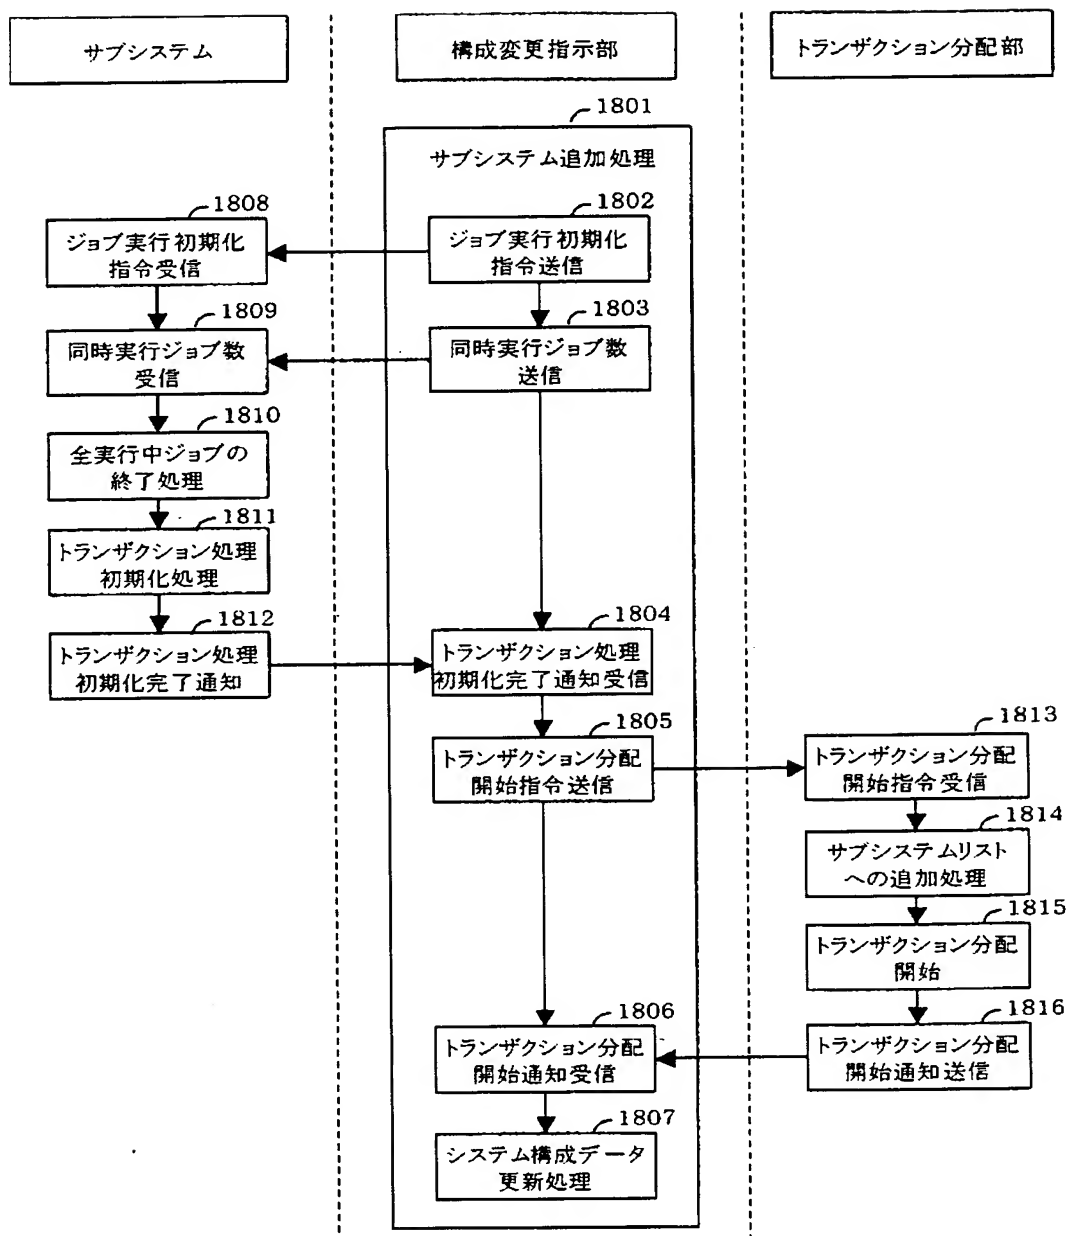 サブシステム
構成変更指示部
トランザクション分配部
1801
サブシステム追加処理
1808
ジョブ実行初期化
指令受信
1802
ジョブ実行初期化
指令送信
1809
同時実行ジョブ数
受信
1803
同時実行ジョブ数
送信
1810
全実行中ジョブの
終了処理
1811
トランザクション処理
初期化処理
1812
トランザクション処理
初期化完了通知
1804
トランザクション処理
初期化完了通知受信
1805
トランザクション分配
開始指令送信
1813
トランザクション分配
開始指令受信
1814
サブシステムリスト
への追加処理
1815
トランザクション分配
開始
1806
トランザクション分配
開始通知受信
1816
トランザクション分配
開始通知送信
1807
システム構成データ
更新処理